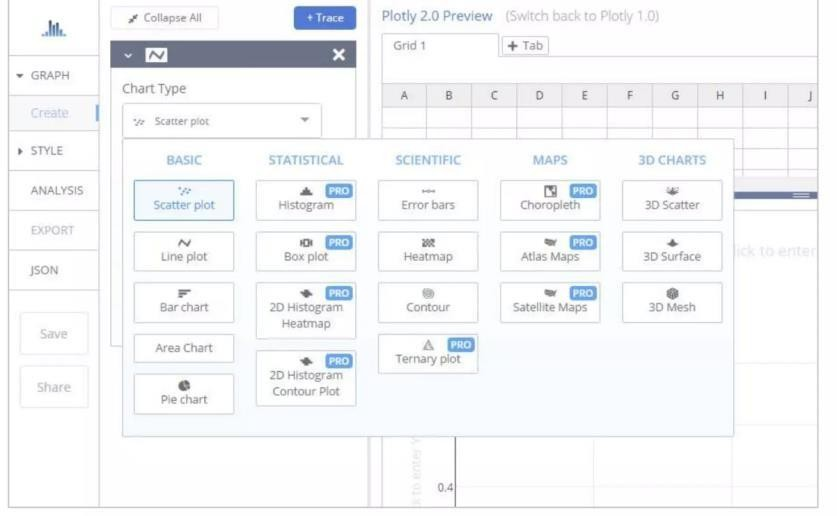 Collapse All
+ Trace
Plotly 2.0 Preview (Switch back to Plotly 1.0)
Grid 1
+ Tab
GRAPH
Create
STYLE
ANALYSIS
EXPORT
JSON
Save
Share
Chart Type
Scatter plot
A B C D E F G H I J
BASIC
Scatter plot
Line plot
Bar chart
Area Chart
Pie chart
STATISTICAL
PRO
Histogram
PRO
Box plot
PRO
2D Histogram
Heatmap
PRO
2D Histogram
Contour Plot
SCIENTIFIC
Error bars
Heatmap
Contour
PRO
Ternary plot
MAPS
PRO
Choropleth
PRO
Atlas Maps
PRO
Satellite Maps
3D CHARTS
3D Scatter
3D Surface
3D Mesh
to enter
to enter Y
0.4